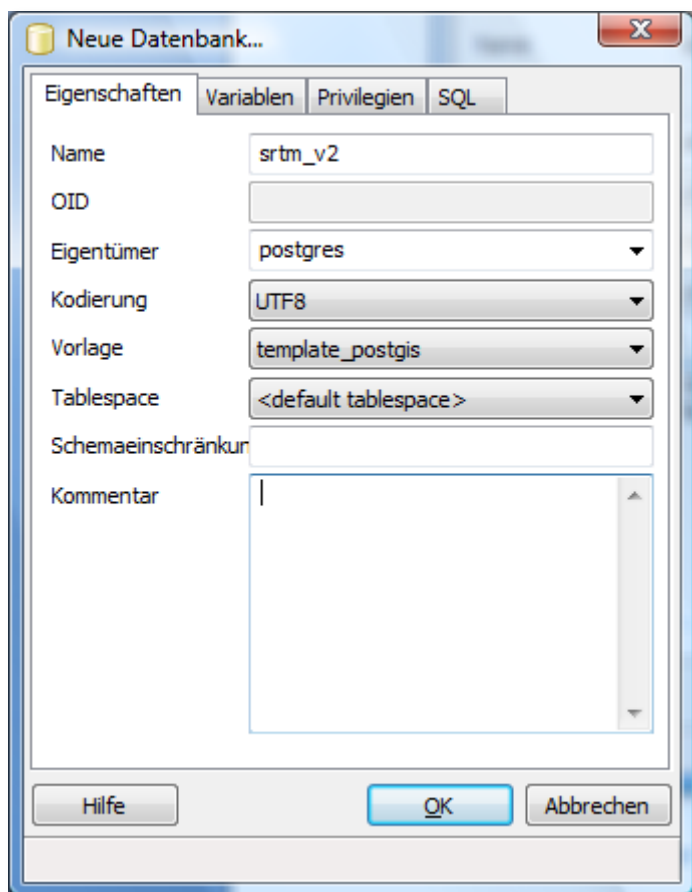 Neue Datenbank...
Eigenschaften Variablen Privilegien SQL
Name srtm_v2
OID
Eigentümer postgres
Kodierung UTF8
Vorlage template_postgis
Tablespace <default tablespace>
Schemaeinschränkun
Kommentar
Hilfe OK Abbrechen